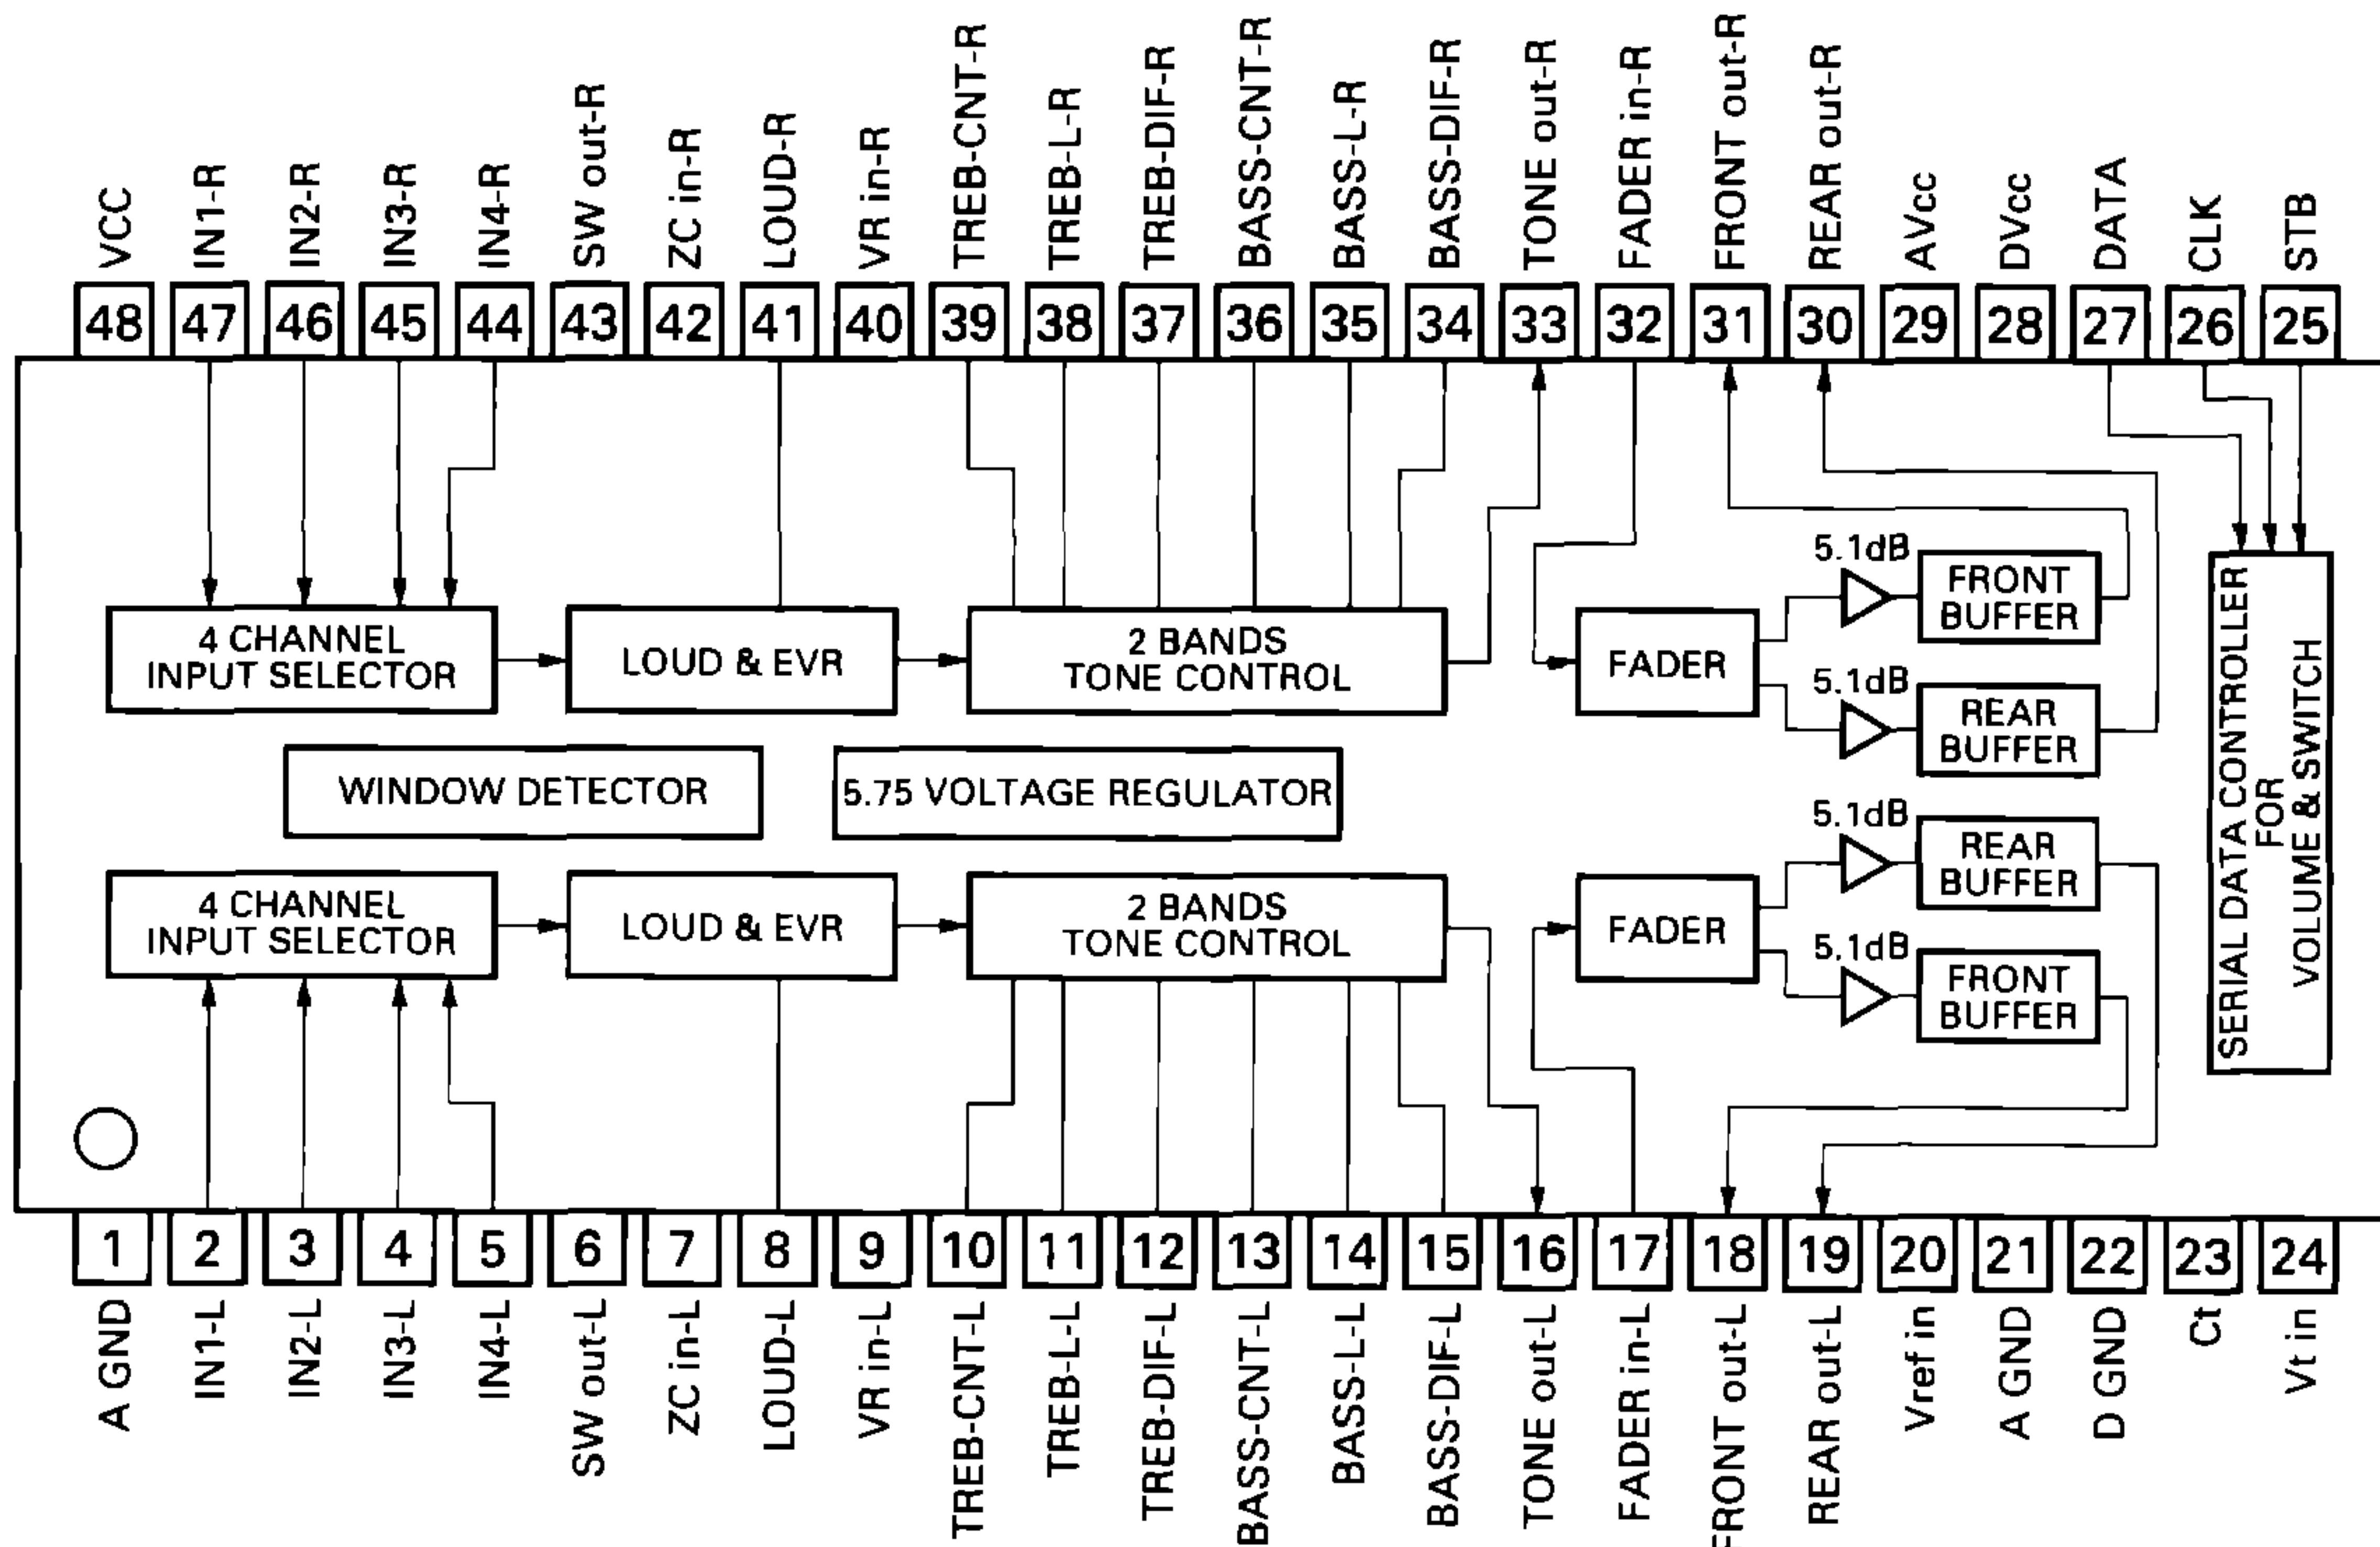 VCC
IN1-R
IN2-R
IN3-R
IN4-R
SW out-R
ZC in-R
LOUD-R
VR in-R
TREB-CNT-R
TREB-L-R
TREB-DIF-R
BASS-CNT-R
BASS-L-R
BASS-DIF-R
TONE out-R
FADER in-R
FRONT out-R
REAR out-R
AVcc
DVcc
DATA
CLK
STB
48 47 46 45 44 43 42 41 40 39 38 37 36 35 34 33 32 31 30 29 28 27 26 25
4 CHANNEL
INPUT SELECTOR
LOUD & EVR
2 BANDS
TONE CONTROL
FADER
5.1dB
FRONT
BUFFER
5.1dB
REAR
BUFFER
WINDOW DETECTOR
5.75 VOLTAGE REGULATOR
4 CHANNEL
INPUT SELECTOR
LOUD & EVR
2 BANDS
TONE CONTROL
FADER
5.1dB
REAR
BUFFER
5.1dB
FRONT
BUFFER
SERIAL DATA CONTROLLER
FOR
VOLUME & SWITCH
1 2 3 4 5 6 7 8 9 10 11 12 13 14 15 16 17 18 19 20 21 22 23 24
A GND
IN1-L
IN2-L
IN3-L
IN4-L
SW out-L
ZC in-L
LOUD-L
VR in-L
TREB-CNT-L
TREB-L-L
TREB-DIF-L
BASS-CNT-L
BASS-L-L
BASS-DIF-L
TONE out-L
FADER in-L
FRONT out-L
REAR out-L
Vref in
A GND
D GND
Ct
Vt in